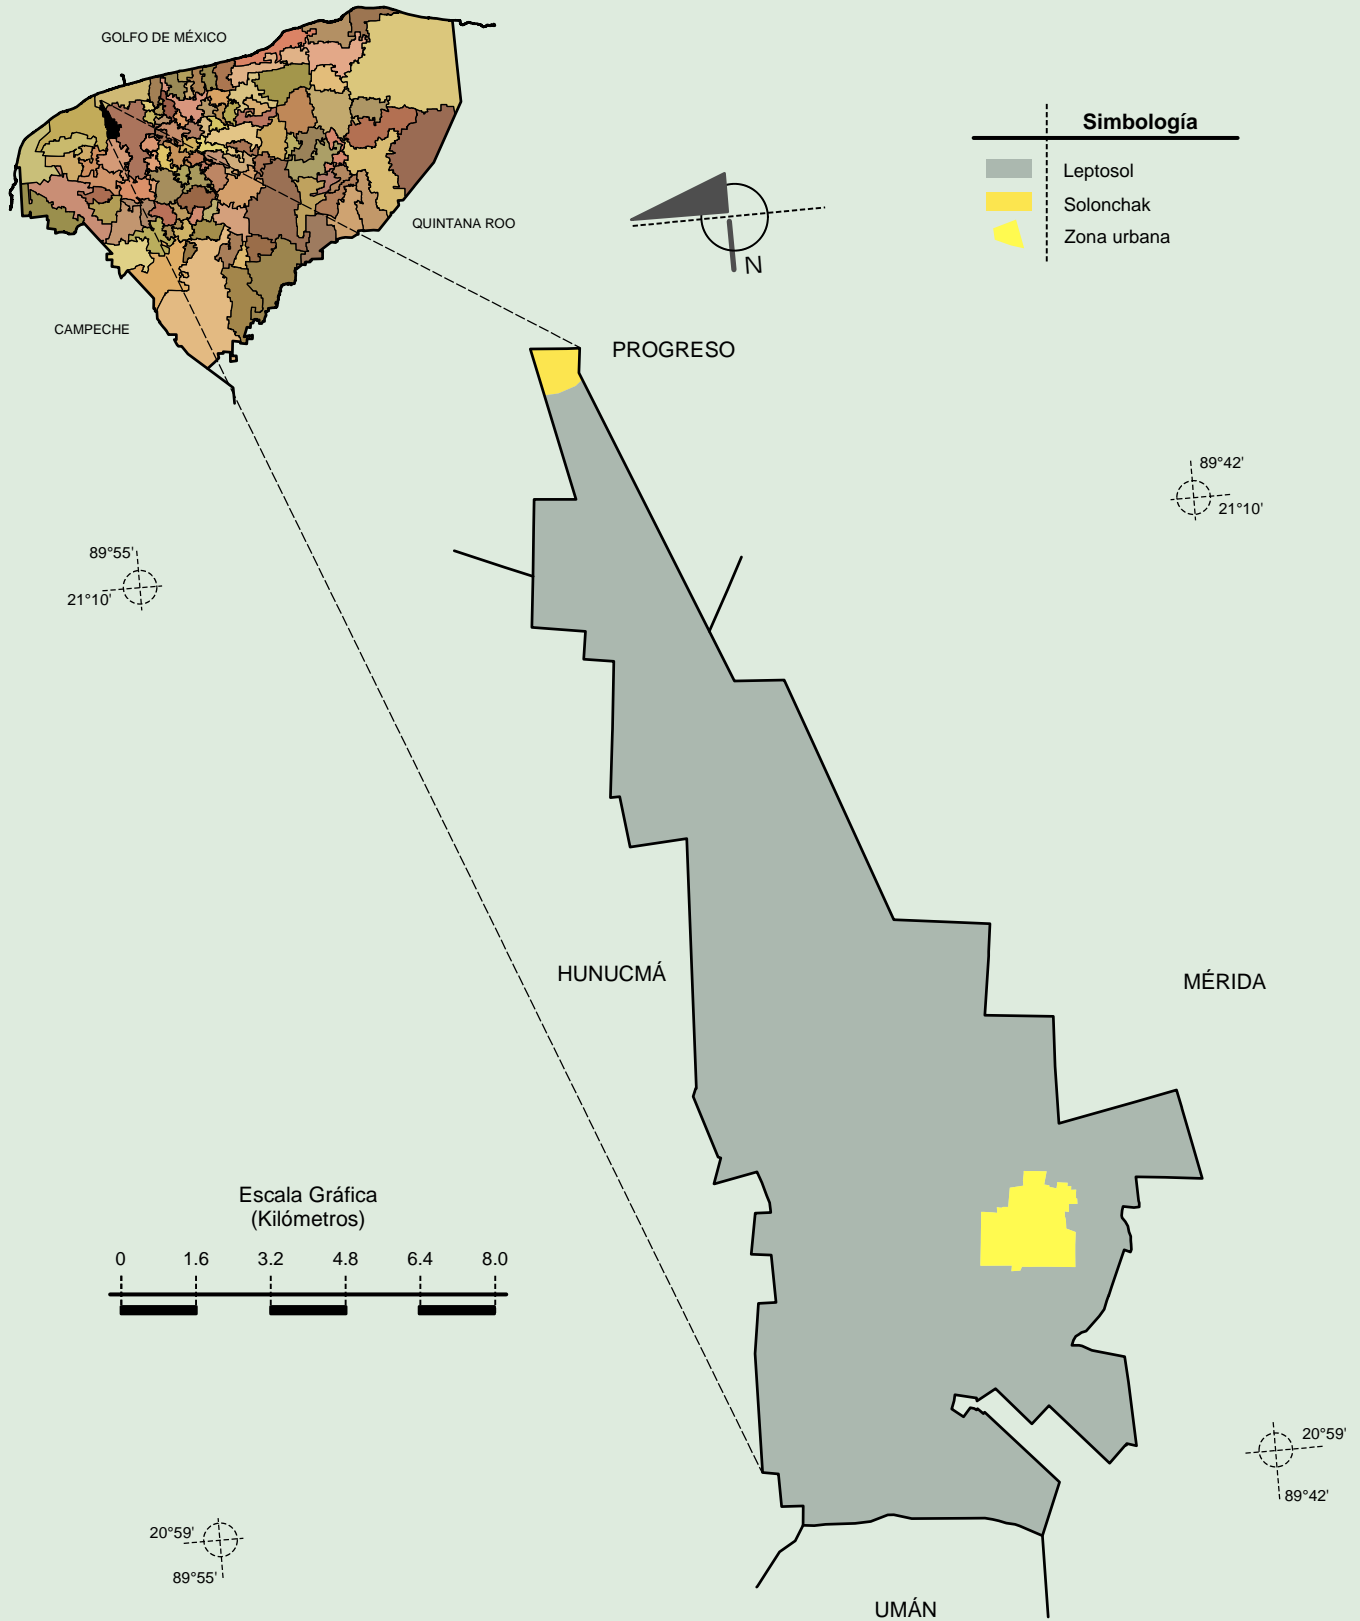 GOLFO DE MÉXICO
QUINTANA ROO
CAMPECHE
Simbología
Leptosol
Solonchak
Zona urbana
N
PROGRESO
89°42'
21°10'
89°55'
21°10'
HUNUCMÁ
MÉRIDA
Escala Gráfica
(Kilómetros)
0 1.6 3.2 4.8 6.4 8.0
20°59'
89°42'
20°59'
89°55'
UMÁN